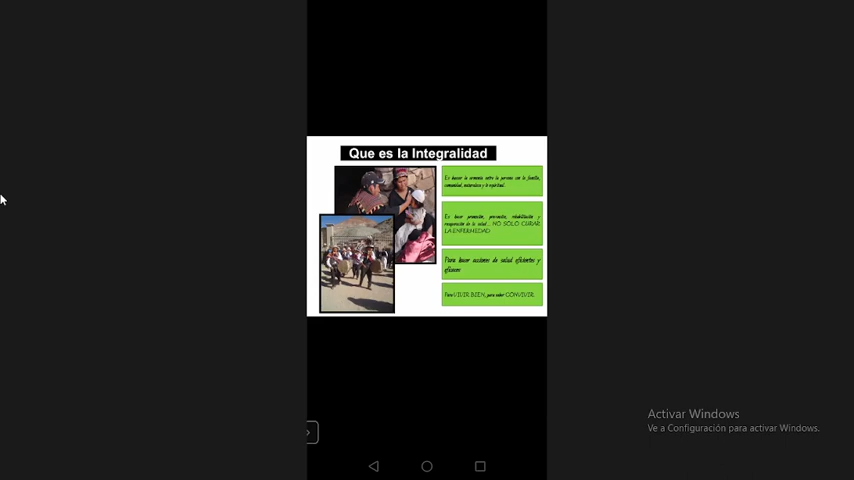 Que es la Integralidad
Es buscar la armonía entre la persona con la familia,
comunidad, naturaleza y lo espiritual.
Es hacer promoción, prevención, rehabilitación y
recuperación de la salud... NO SOLO CURAR
LA ENFERMEDAD
Para hacer acciones de salud eficientes y
eficaces
Para VIVIR BIEN, para saber CONVIVIR.
Activar Windows
Ve a Configuración para activar Windows.